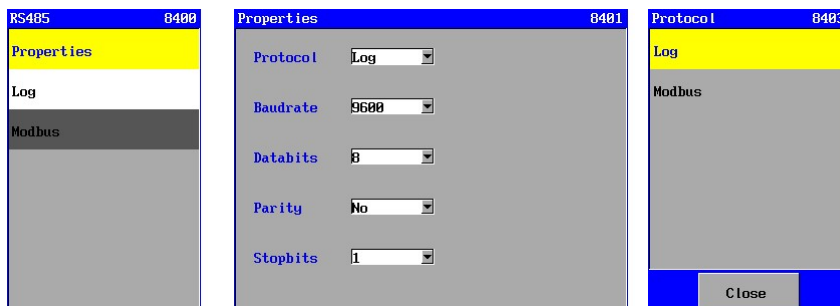 RS485 8400
Properties
Log
Modbus
Properties 8401
Protocol Log
Baudrate 9600
Databits 8
Parity No
Stopbits 1
Protocol 8403
Log
Modbus
Close